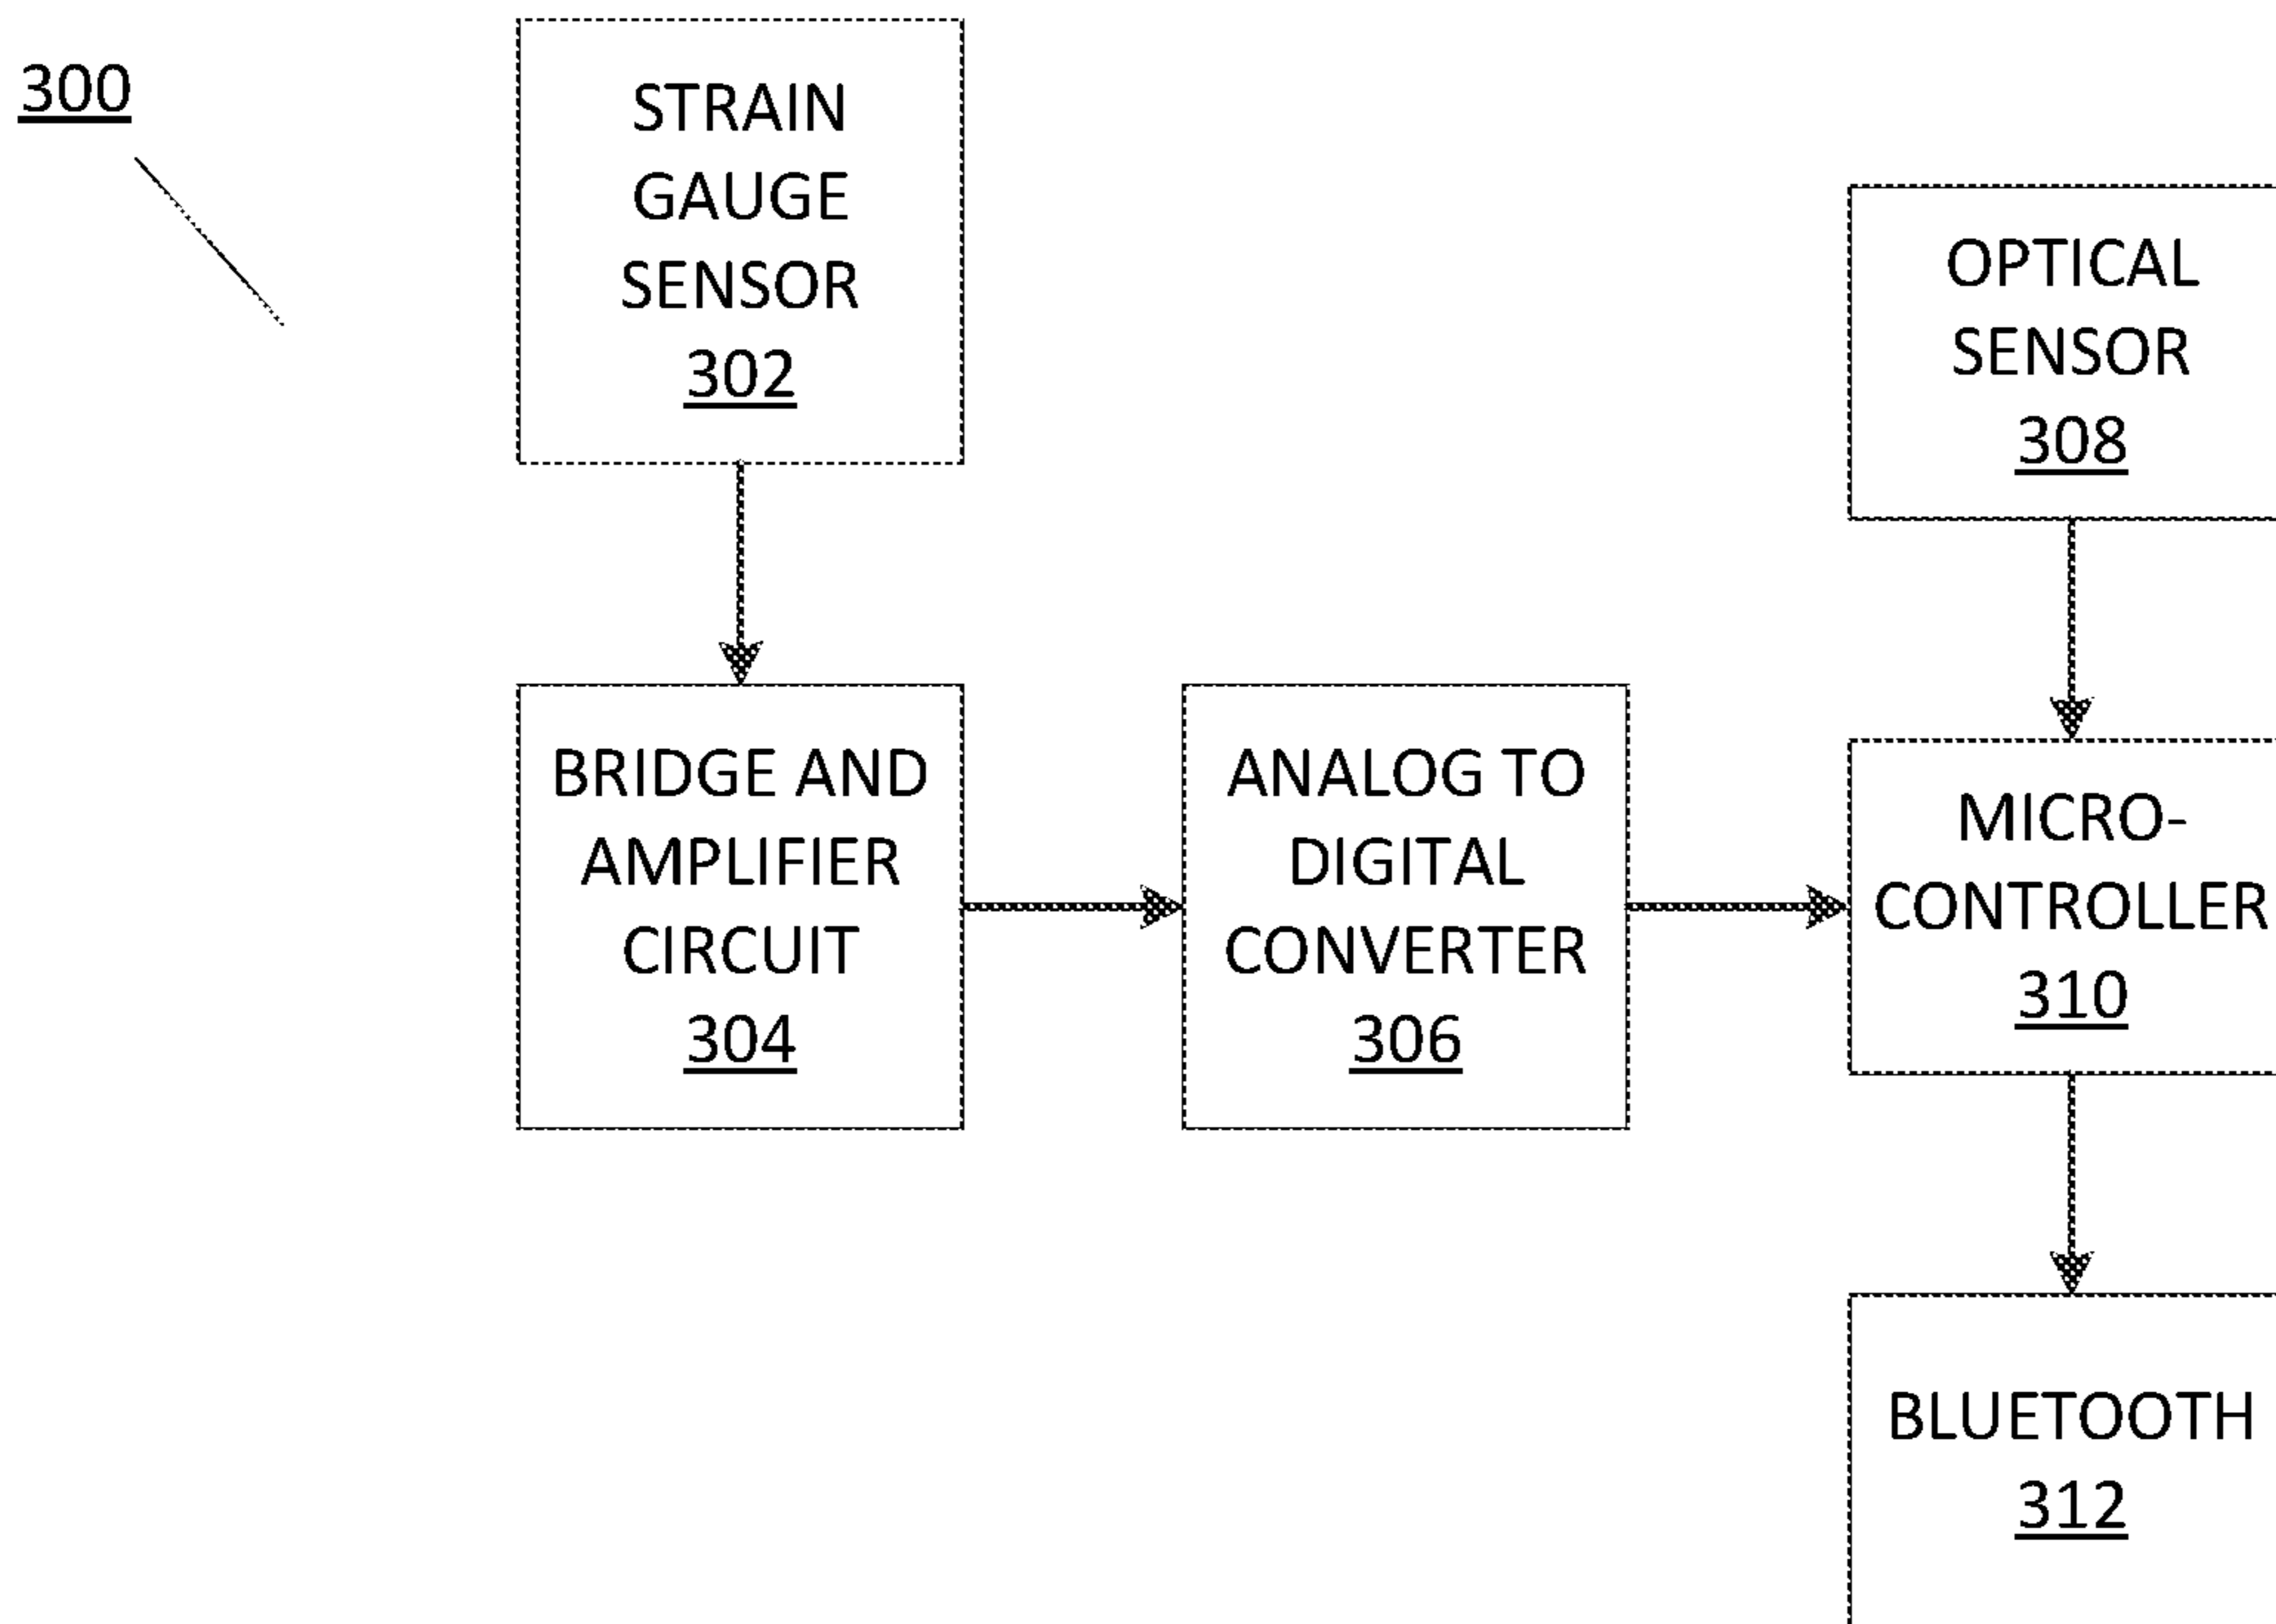 300
STRAIN
GAUGE
SENSOR
302
OPTICAL
SENSOR
308
BRIDGE AND
AMPLIFIER
CIRCUIT
304
ANALOG TO
DIGITAL
CONVERTER
306
MICRO-
CONTROLLER
310
BLUETOOTH
312